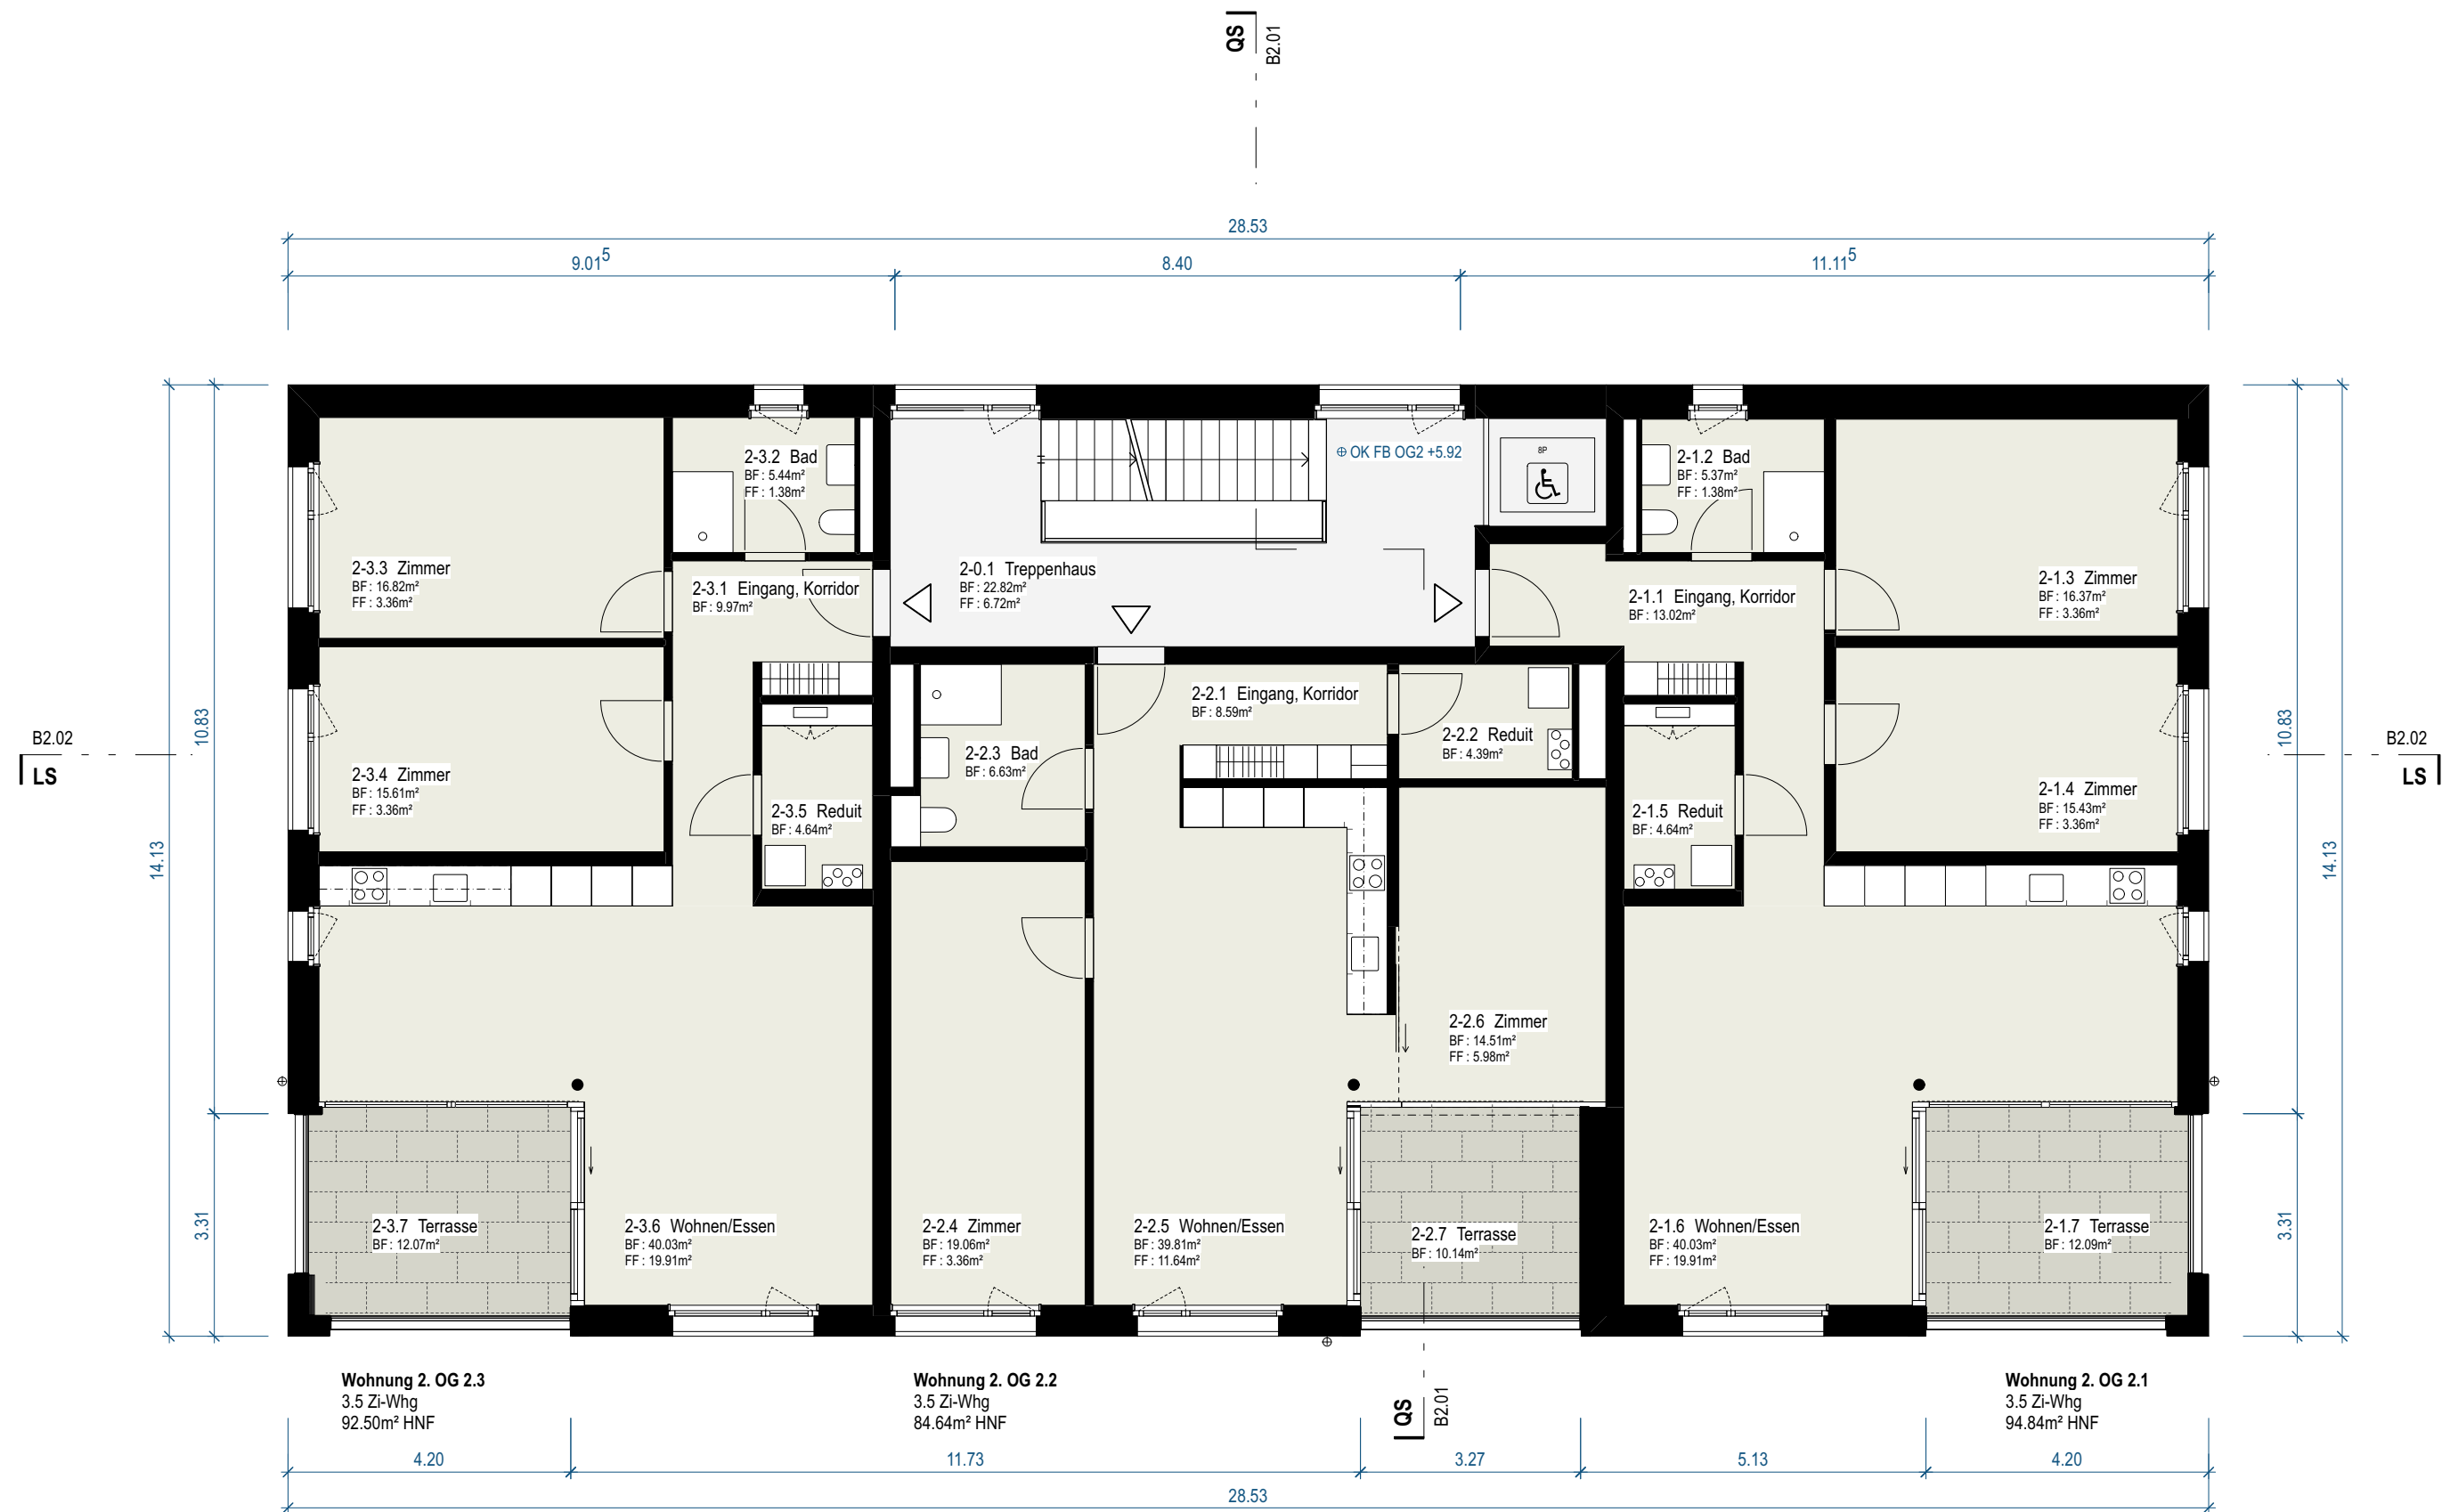 QS
B2.01
28.53
9.01⁵
8.40
11.11⁵
2-3.2 Bad
BF : 5.44m²
FF : 1.38m²
OK FB OG2 +5.92
8P
2-1.2 Bad
BF : 5.37m²
FF : 1.38m²
2-3.3 Zimmer
BF : 16.82m²
FF : 3.36m²
2-3.1 Eingang, Korridor
BF : 9.97m²
2-0.1 Treppenhaus
BF : 22.82m²
FF : 6.72m²
2-1.1 Eingang, Korridor
BF : 13.02m²
2-1.3 Zimmer
BF : 16.37m²
FF : 3.36m²
2-2.1 Eingang, Korridor
BF : 8.59m²
2-2.2 Reduit
BF : 4.39m²
2-2.3 Bad
BF : 6.63m²
B2.02
LS
10.83
14.13
2-3.4 Zimmer
BF : 15.61m²
FF : 3.36m²
2-3.5 Reduit
BF : 4.64m²
2-1.5 Reduit
BF : 4.64m²
2-1.4 Zimmer
BF : 15.43m²
FF : 3.36m²
10.83
14.13
B2.02
LS
2-2.6 Zimmer
BF : 14.51m²
FF : 5.98m²
3.31
2-3.7 Terrasse
BF : 12.07m²
2-3.6 Wohnen/Essen
BF : 40.03m²
FF : 19.91m²
2-2.4 Zimmer
BF : 19.06m²
FF : 3.36m²
2-2.5 Wohnen/Essen
BF : 39.81m²
FF : 11.64m²
2-2.7 Terrasse
BF : 10.14m²
2-1.6 Wohnen/Essen
BF : 40.03m²
FF : 19.91m²
2-1.7 Terrasse
BF : 12.09m²
3.31
Wohnung 2. OG 2.3
3.5 Zi-Whg
92.50m² HNF
Wohnung 2. OG 2.2
3.5 Zi-Whg
84.64m² HNF
QS
B2.01
Wohnung 2. OG 2.1
3.5 Zi-Whg
94.84m² HNF
4.20
11.73
3.27
5.13
4.20
28.53